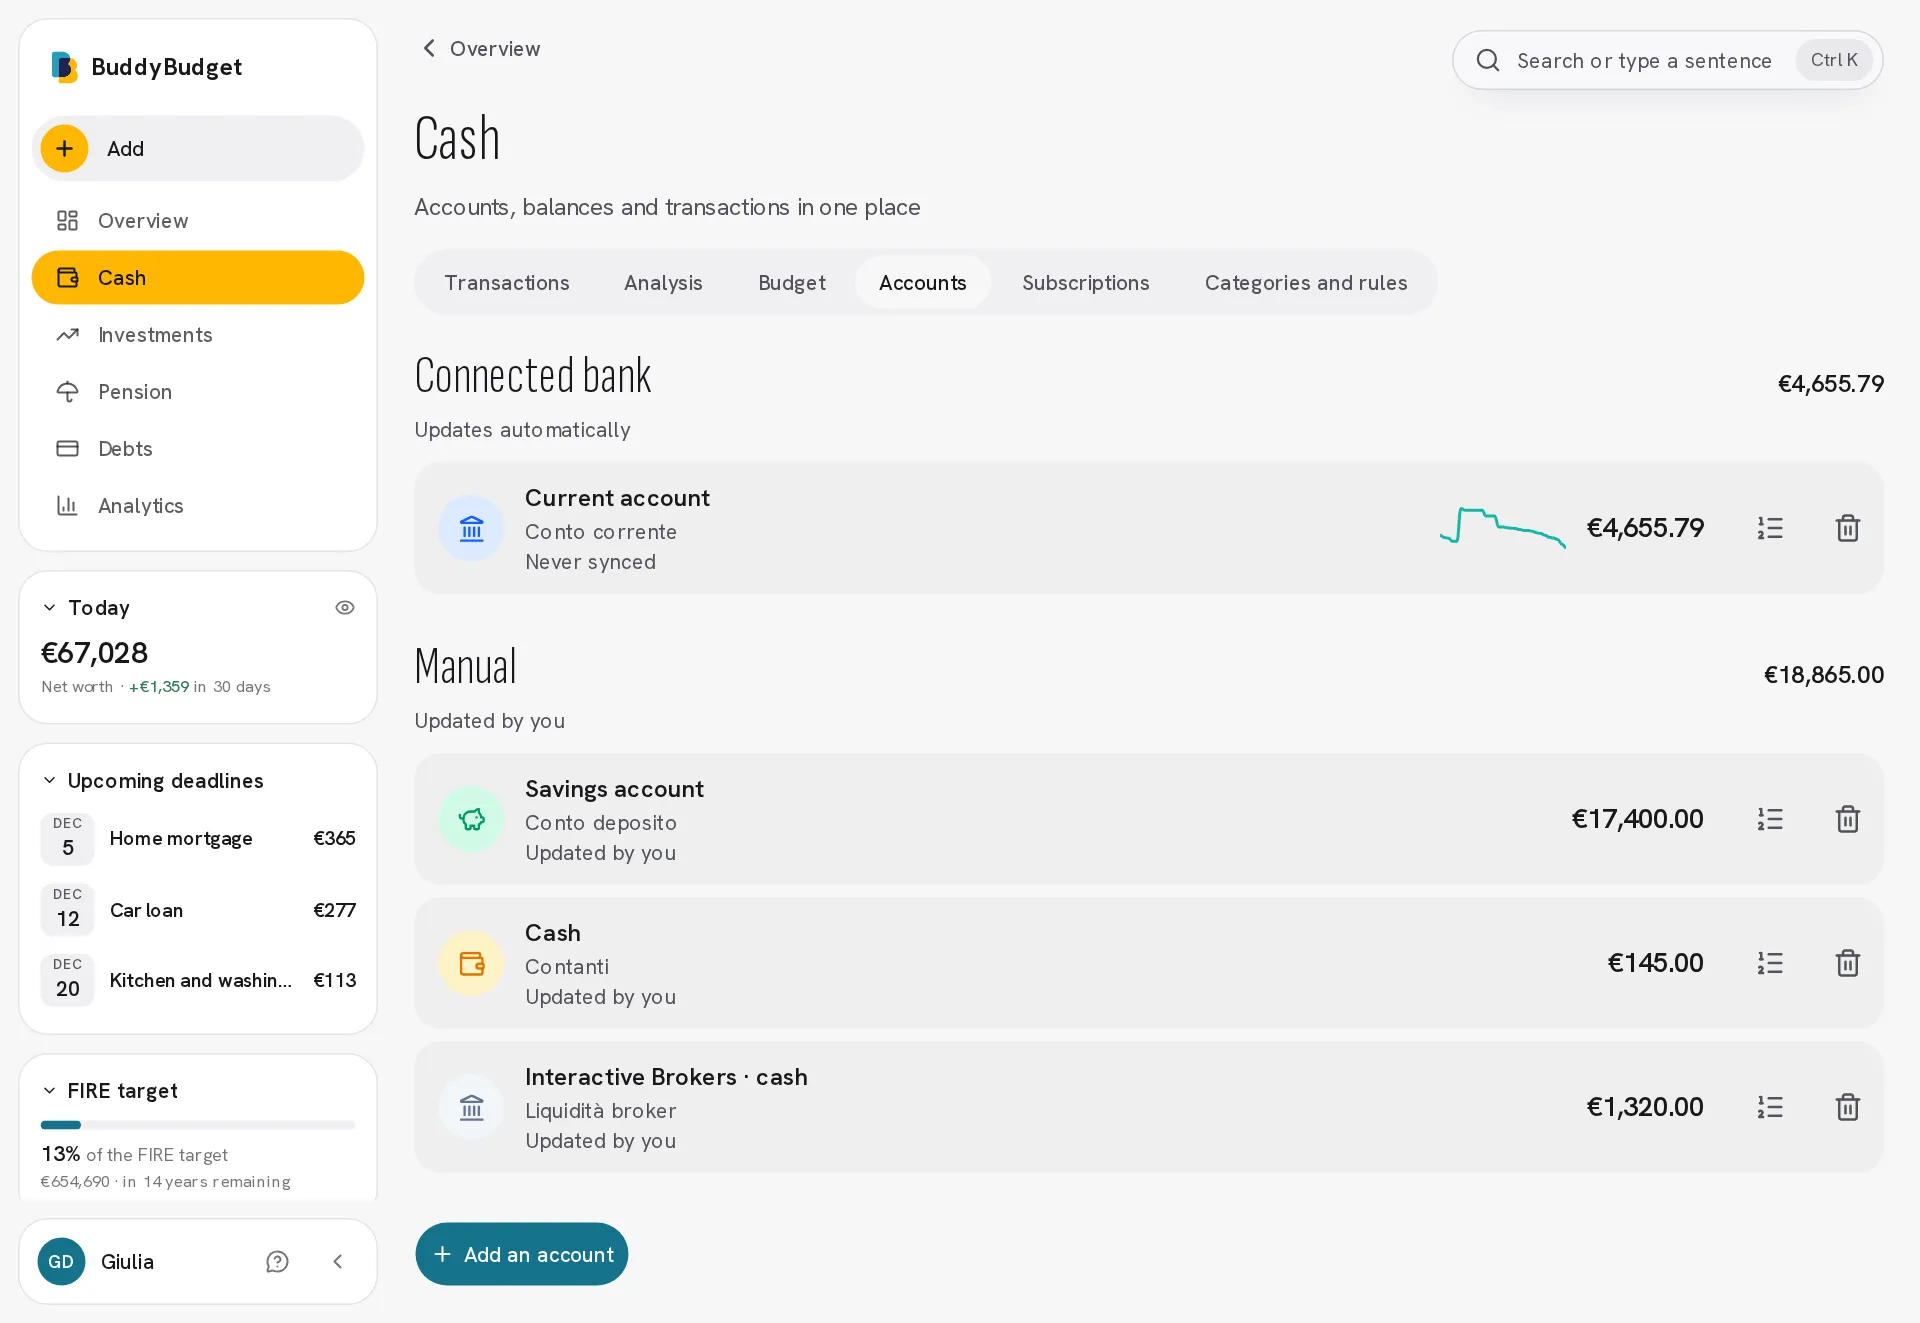 BuddyBudget
Add
Overview
Cash
Investments
Pension
Debts
Analytics
Today
€67,028
Net worth · +€1,359 in 30 days
Upcoming deadlines
DEC
5
Home mortgage
€365
DEC
12
Car loan
€277
DEC
20
Kitchen and washin...
€113
FIRE target
13% of the FIRE target
€654,690 · in 14 years remaining
GD
Giulia
Overview
Search or type a sentence
Ctrl K
Cash
Accounts, balances and transactions in one place
Transactions
Analysis
Budget
Accounts
Subscriptions
Categories and rules
Connected bank
€4,655.79
Updates automatically
Current account
Conto corrente
Never synced
€4,655.79
Manual
€18,865.00
Updated by you
Savings account
Conto deposito
Updated by you
€17,400.00
Cash
Contanti
Updated by you
€145.00
Interactive Brokers · cash
Liquidità broker
Updated by you
€1,320.00
Add an account